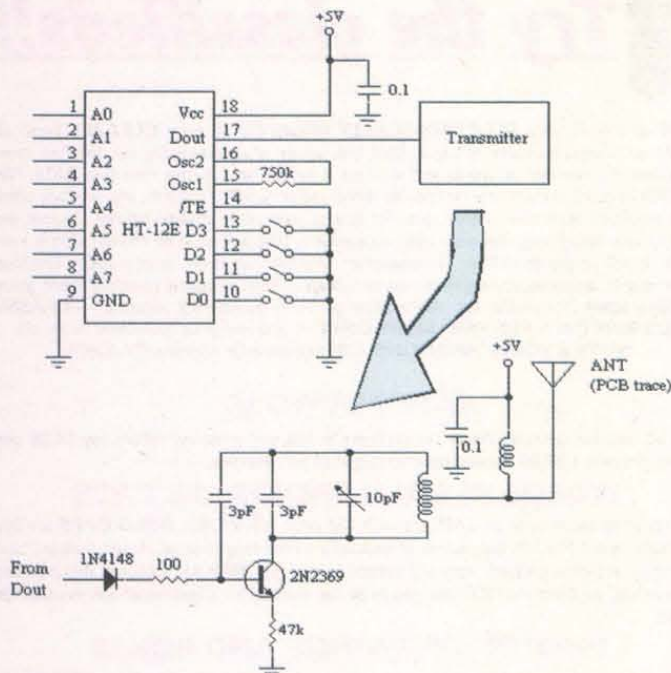 +5V
0.1
1 A0 Vcc 18
2 A1 Dout 17
3 A2 Osc2 16
4 A3 Osc1 15 750k
5 A4 /TE 14
6 A5 HT-12E D3 13
7 A6 D2 12
8 A7 D1 11
9 GND D0 10
Transmitter
+5V
ANT
(PCB trace)
0.1
3pF 3pF 10pF
1N4148 100
From
Dout
2N2369
47k